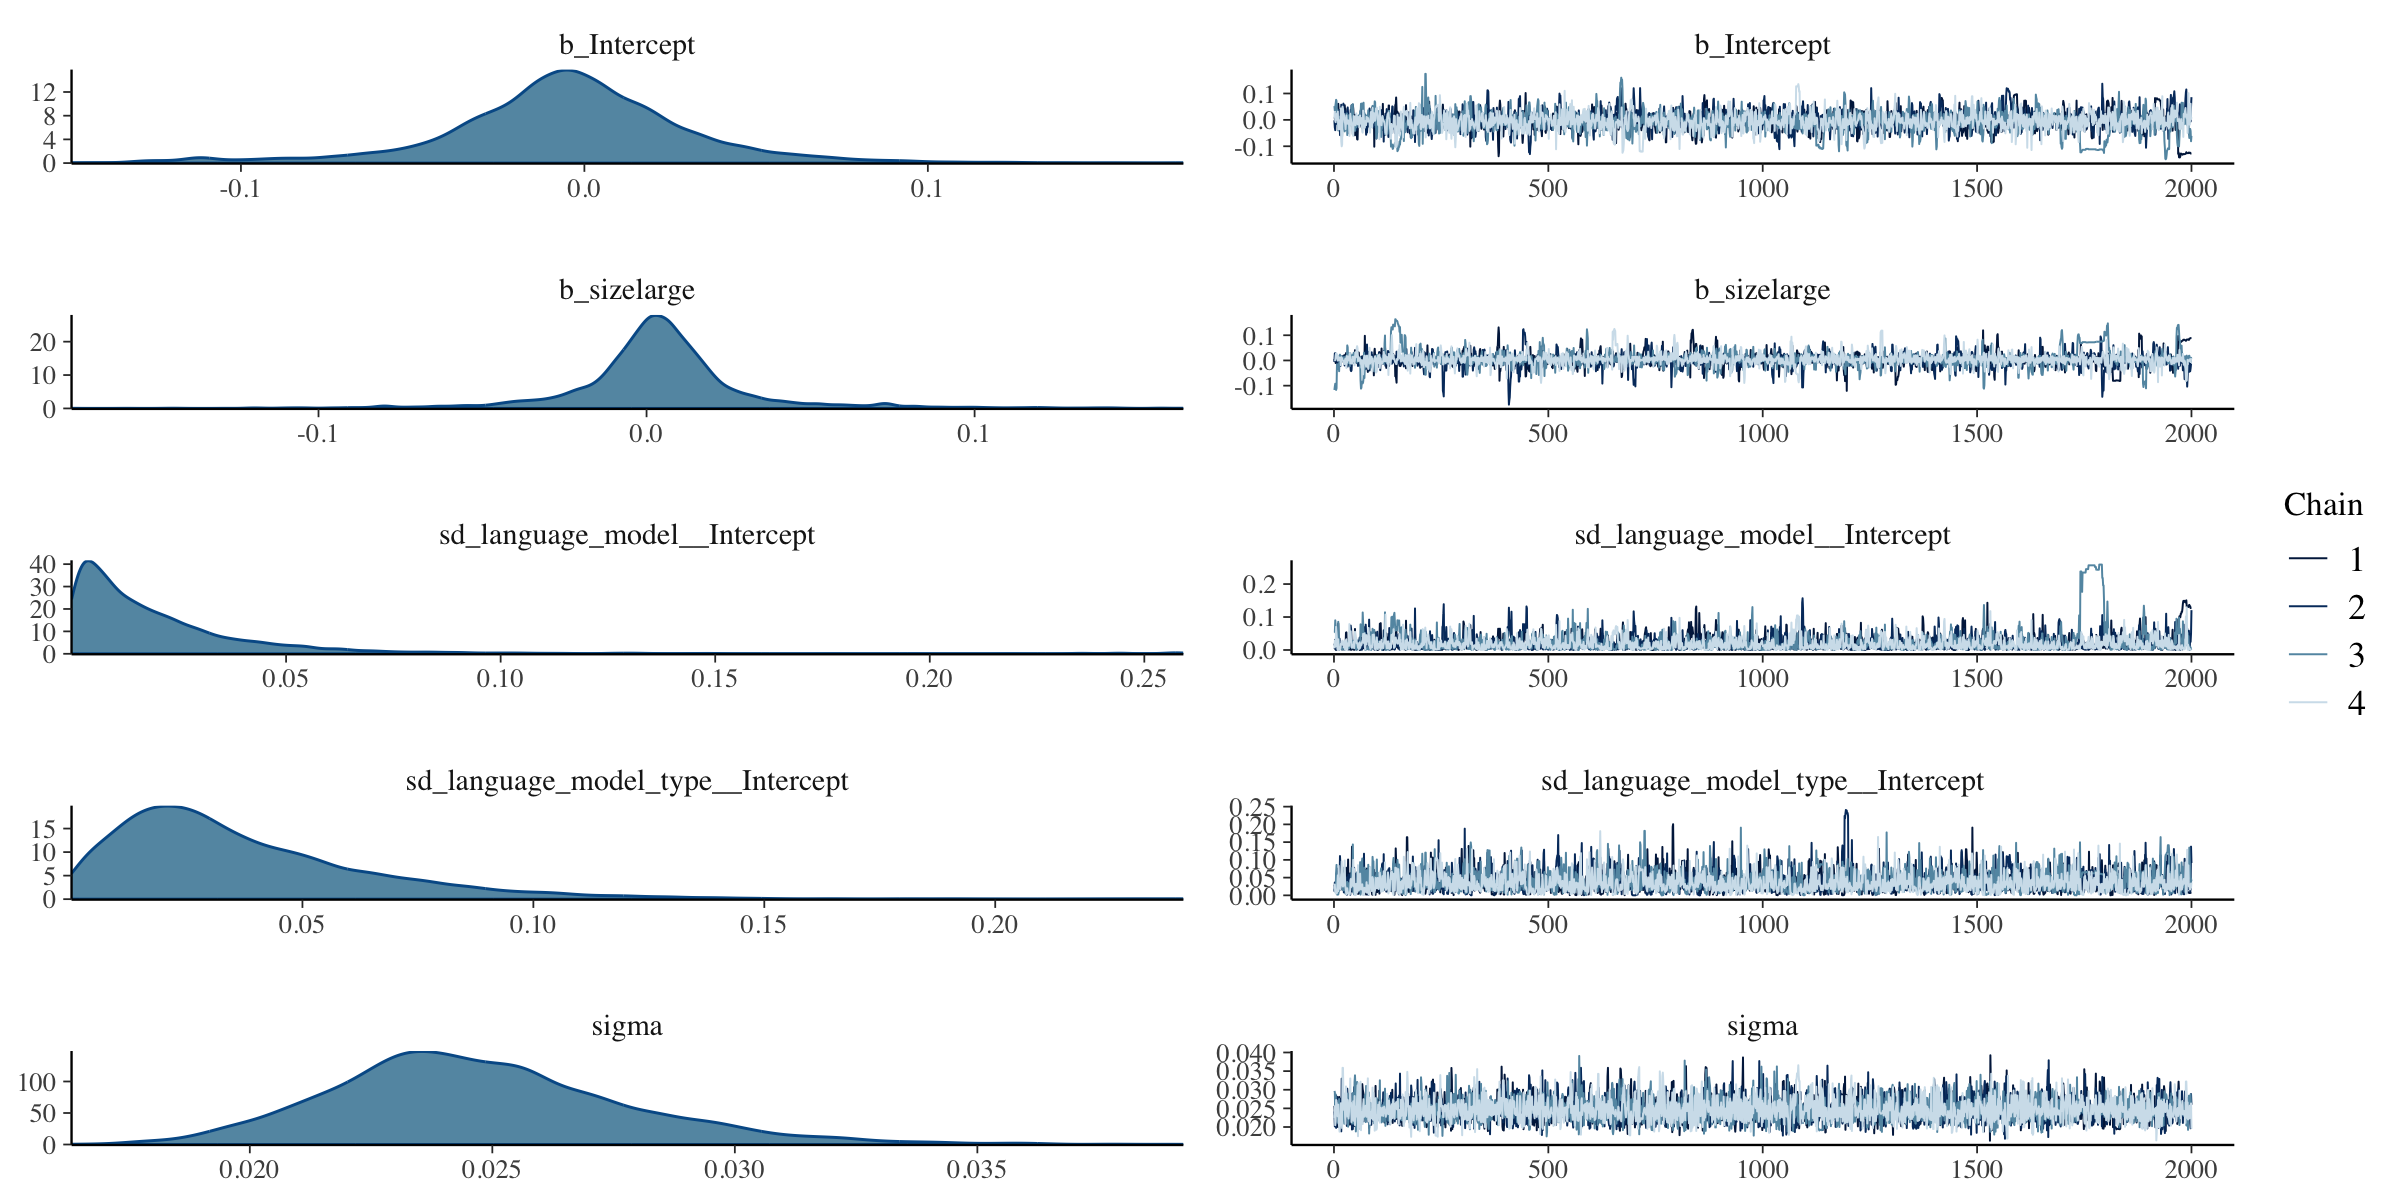 b_Intercept
12
8
4
0
-0.1 0.0 0.1
b_Intercept
0.1
0.0
-0.1
0 500 1000 1500 2000
b_sizelarge
20
10
0
-0.1 0.0 0.1
b_sizelarge
0.1
0.0
-0.1
0 500 1000 1500 2000
sd_language_model__Intercept
40
30
20
10
0
0.05 0.10 0.15 0.20 0.25
sd_language_model__Intercept
0.2
0.1
0.0
0 500 1000 1500 2000
sd_language_model_type__Intercept
15
10
5
0
0.05 0.10 0.15 0.20
sd_language_model_type__Intercept
0.25
0.20
0.15
0.10
0.05
0.00
0 500 1000 1500 2000
sigma
100
50
0
0.020 0.025 0.030 0.035
sigma
0.040
0.035
0.030
0.025
0.020
0 500 1000 1500 2000
Chain
1
2
3
4